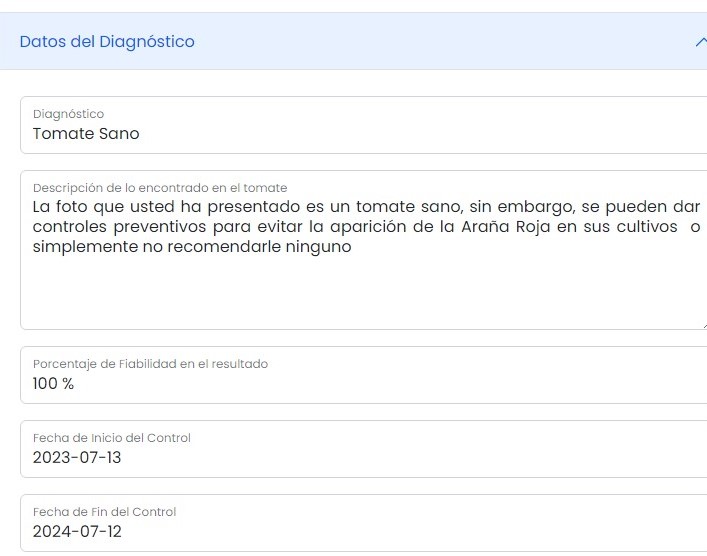 Datos del Diagnóstico
Diagnóstico
Tomate Sano
Descripción de lo encontrado en el tomate
La foto que usted ha presentado es un tomate sano, sin embargo, se pueden dar
controles preventivos para evitar la aparición de la Araña Roja en sus cultivos  o
simplemente no recomendarle ninguno
Porcentaje de Fiabilidad en el resultado
100 %
Fecha de Inicio del Control
2023-07-13
Fecha de Fin del Control
2024-07-12